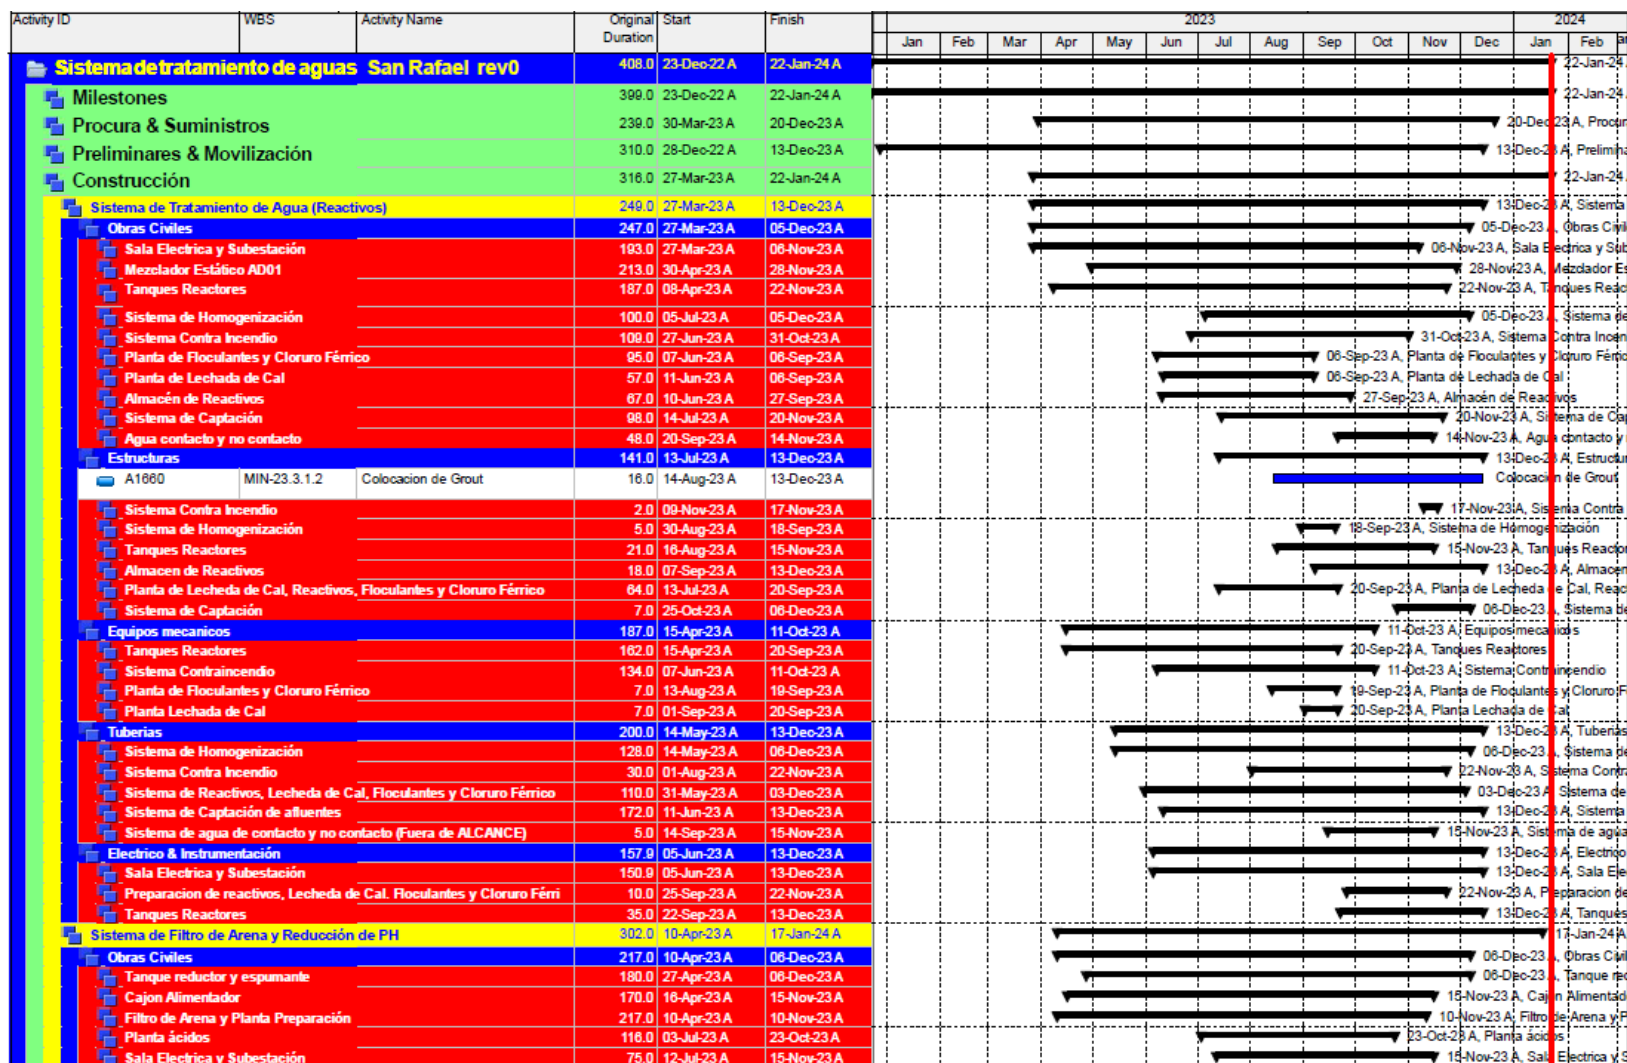 Activity ID WBS Activity Name Original Duration Start Finish 2023 2024
Jan Feb Mar Apr May Jun Jul Aug Sep Oct Nov Dec Jan Feb
Sistema de tratamiento de aguas San Rafael rev0 408.0 23-Dec-22 A 22-Jan-24 A 22-Jan-24
Milestones 399.0 23-Dec-22 A 22-Jan-24 A 22-Jan-24
Procura & Suministros 239.0 30-Mar-23 A 20-Dec-23 A 20-Dec-23 A, Procur
Preliminares & Movilización 310.0 28-Dec-22 A 13-Dec-23 A 13-Dec-23 A, Prelimina
Construcción 316.0 27-Mar-23 A 22-Jan-24 A 22-Jan-24
Sistema de Tratamiento de Agua (Reactivos) 249.0 27-Mar-23 A 13-Dec-23 A 13-Dec-23 A, Sistema
Obras Civiles 247.0 27-Mar-23 A 05-Dec-23 A 05-Dec-23 A, Obras Civil
Sala Electrica y Subestación 193.0 27-Mar-23 A 06-Nov-23 A 06-Nov-23 A, Sala Electrica y Sub
Mezclador Estático AD01 213.0 30-Apr-23 A 28-Nov-23 A 28-Nov-23 A, Mezclador Es
Tanques Reactores 187.0 08-Apr-23 A 22-Nov-23 A 22-Nov-23 A, Tanques React
Sistema de Homogenización 100.0 05-Jul-23 A 05-Dec-23 A 05-Dec-23 A, Sistema de
Sistema Contra Incendio 109.0 27-Jun-23 A 31-Oct-23 A 31-Oct-23 A, Sistema Contra Incen
Planta de Floculantes y Cloruro Férrico 95.0 07-Jun-23 A 06-Sep-23 A 06-Sep-23 A, Planta de Floculantes y Cloruro Férric
Planta de Lechada de Cal 57.0 11-Jun-23 A 06-Sep-23 A 06-Sep-23 A, Planta de Lechada de Cal
Almacén de Reactivos 67.0 10-Jun-23 A 27-Sep-23 A 27-Sep-23 A, Almacén de Reactivos
Sistema de Captación 98.0 14-Jul-23 A 20-Nov-23 A 20-Nov-23 A, Sistema de Cap
Agua contacto y no contacto 48.0 20-Sep-23 A 14-Nov-23 A 14-Nov-23 A, Agua contacto y
Estructuras 141.0 13-Jul-23 A 13-Dec-23 A 13-Dec-23 A, Estructur
A1660 MIN-23.3.1.2 Colocacion de Grout 16.0 14-Aug-23 A 13-Dec-23 A Colocacion de Grout
Sistema Contra Incendio 2.0 09-Nov-23 A 17-Nov-23 A 17-Nov-23 A, Sistema Contra
Sistema de Homogenización 5.0 30-Aug-23 A 18-Sep-23 A 18-Sep-23 A, Sistema de Homogenización
Tanques Reactores 21.0 16-Aug-23 A 15-Nov-23 A 15-Nov-23 A, Tanques Reactor
Almacen de Reactivos 18.0 07-Sep-23 A 13-Dec-23 A 13-Dec-23 A, Almacen
Planta de Lecheda de Cal, Reactivos, Floculantes y Cloruro Férrico 64.0 13-Jul-23 A 20-Sep-23 A 20-Sep-23 A, Planta de Lecheda de Cal, React
Sistema de Captación 7.0 25-Oct-23 A 06-Dec-23 A 06-Dec-23 A, Sistema de
Equipos mecanicos 187.0 15-Apr-23 A 11-Oct-23 A 11-Oct-23 A, Equipos mecanicos
Tanques Reactores 162.0 15-Apr-23 A 20-Sep-23 A 20-Sep-23 A, Tanques Reactores
Sistema Contraincendio 134.0 07-Jun-23 A 11-Oct-23 A 11-Oct-23 A, Sistema Contraincendio
Planta de Floculantes y Cloruro Férrico 7.0 13-Aug-23 A 19-Sep-23 A 19-Sep-23 A, Planta de Floculantes y Cloruro F
Planta Lechada de Cal 7.0 01-Sep-23 A 20-Sep-23 A 20-Sep-23 A, Planta Lechada de Cal
Tuberias 200.0 14-May-23 A 13-Dec-23 A 13-Dec-23 A, Tuberias
Sistema de Homogenización 128.0 14-May-23 A 06-Dec-23 A 06-Dec-23 A, Sistema de
Sistema Contra Incendio 30.0 01-Aug-23 A 22-Nov-23 A 22-Nov-23 A, Sistema Contra
Sistema de Reactivos, Lecheda de Cal, Floculantes y Cloruro Férrico 110.0 31-May-23 A 03-Dec-23 A 03-Dec-23 A, Sistema de
Sistema de Captación de afluentes 172.0 11-Jun-23 A 13-Dec-23 A 13-Dec-23 A, Sistema
Sistema de agua de contacto y no contacto (Fuera de ALCANCE) 5.0 14-Sep-23 A 15-Nov-23 A 15-Nov-23 A, Sistema de agua
Electrico & Instrumentación 157.9 05-Jun-23 A 13-Dec-23 A 13-Dec-23 A, Electrico
Sala Electrica y Subestación 150.9 05-Jun-23 A 13-Dec-23 A 13-Dec-23 A, Sala Ele
Preparacion de reactivos, Lecheda de Cal. Floculantes y Cloruro Férri 10.0 25-Sep-23 A 22-Nov-23 A 22-Nov-23 A, Preparacion de
Tanques Reactores 35.0 22-Sep-23 A 13-Dec-23 A 13-Dec-23 A, Tanques
Sistema de Filtro de Arena y Reducción de PH 302.0 10-Apr-23 A 17-Jan-24 A 17-Jan-24 A
Obras Civiles 217.0 10-Apr-23 A 06-Dec-23 A 06-Dec-23 A, Obras Civil
Tanque reductor y espumante 180.0 27-Apr-23 A 06-Dec-23 A 06-Dec-23 A, Tanque red
Cajon Alimentador 170.0 16-Apr-23 A 15-Nov-23 A 15-Nov-23 A, Cajon Alimentad
Filtro de Arena y Planta Preparación 217.0 10-Apr-23 A 10-Nov-23 A 10-Nov-23 A, Filtro de Arena y P
Planta ácidos 116.0 03-Jul-23 A 23-Oct-23 A 23-Oct-23 A, Planta ácidos
Sala Electrica y Subestación 75.0 12-Jul-23 A 15-Nov-23 A 15-Nov-23 A, Sala Electrica y S